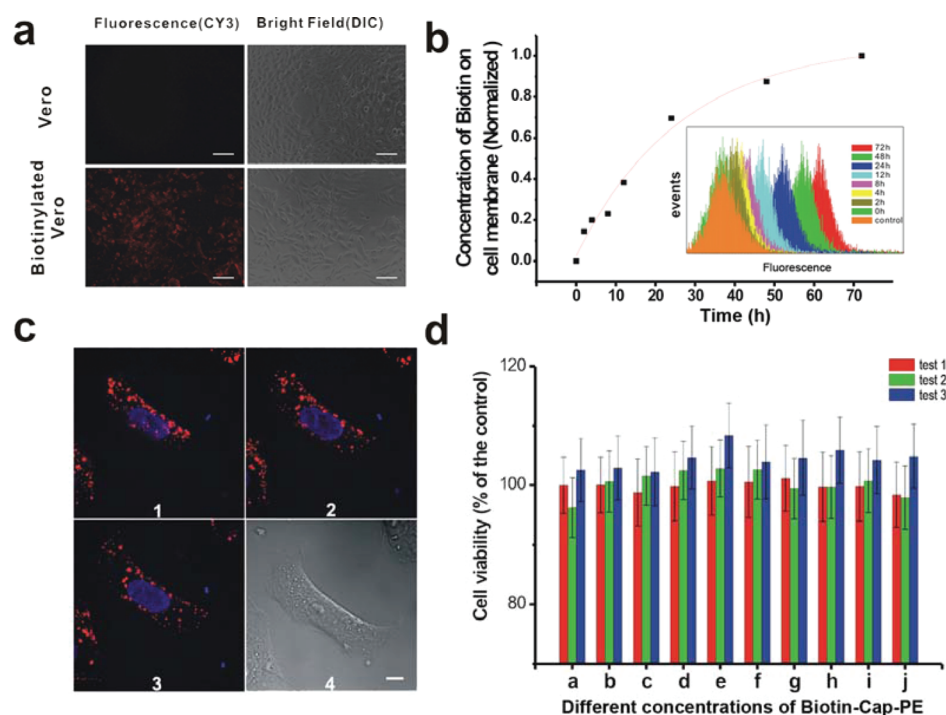 a
Fluorescence(CY3)
Bright Field(DIC)
Vero
Biotinylated
Vero
b
Concentration of Biotin on
cell membrane (Normalized)
1.0
0.8
0.6
0.4
0.2
0.0
0
10
20
30
40
50
60
70
Time (h)
events
Fluorescence
72h
48h
24h
12h
8h
4h
2h
0h
control
c
1
2
3
4
d
Cell viability (% of the control)
120
100
80
test 1
test 2
test 3
a b c d e f g h i j
Different concentrations of Biotin-Cap-PE